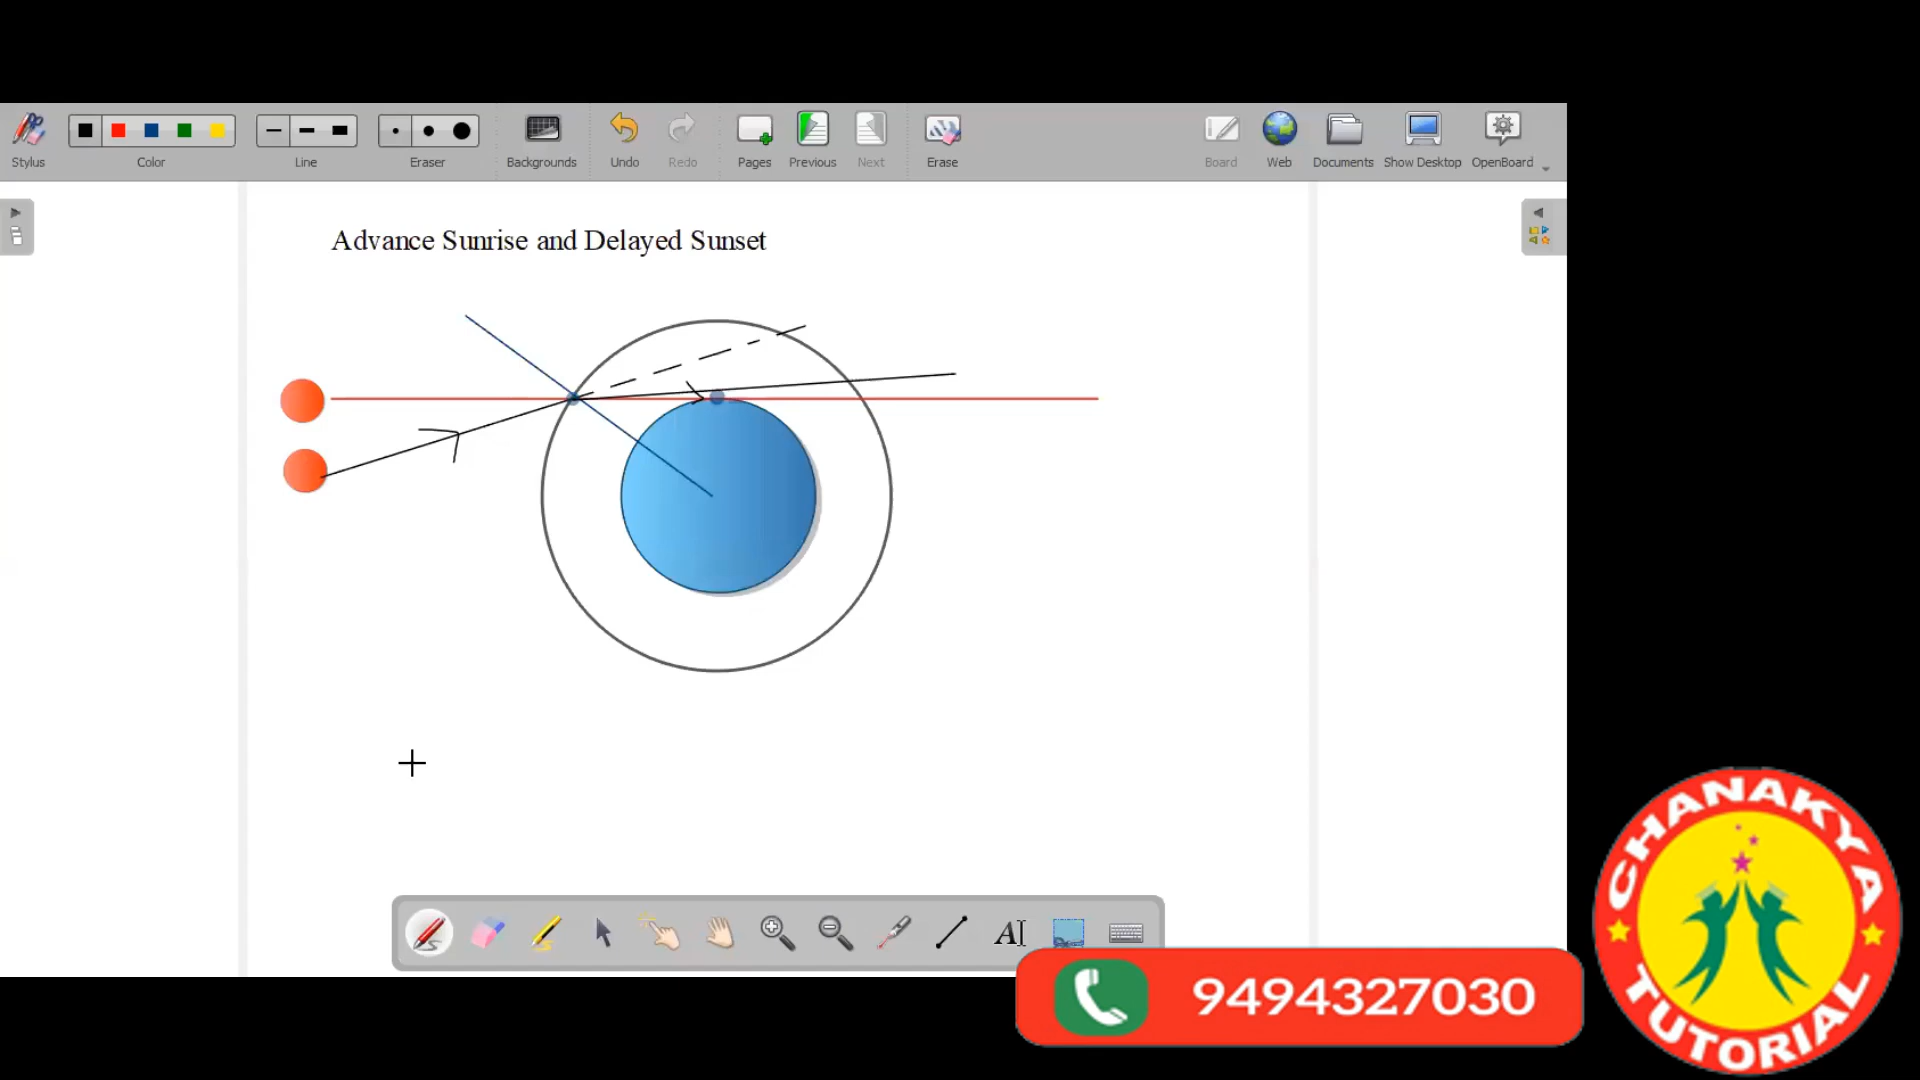 Stylus
Color
Line
Eraser
Backgrounds
Undo
Redo
Pages
Previous
Next
Erase
Board
Web
Documents
Show Desktop
OpenBoard
Advance Sunrise and Delayed Sunset
A
9494327030
CHANAKYA
TUTORIAL